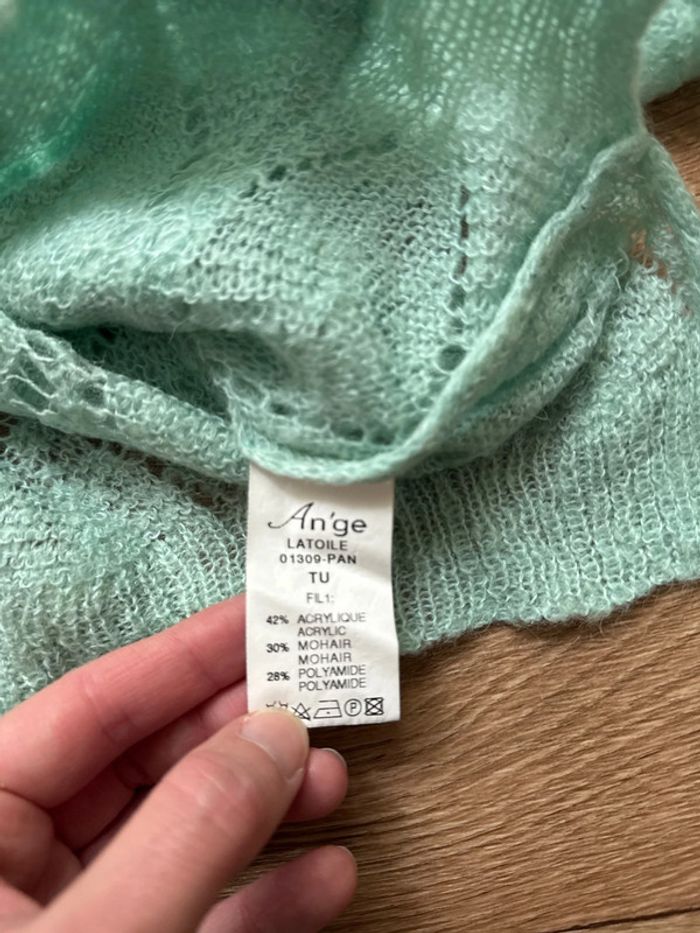 An'ge
LATOILE
01309-PAN
TU
FIL1:
42% ACRYLIQUE
ACRYLIC
30% MOHAIR
MOHAIR
28% POLYAMIDE
POLYAMIDE
P